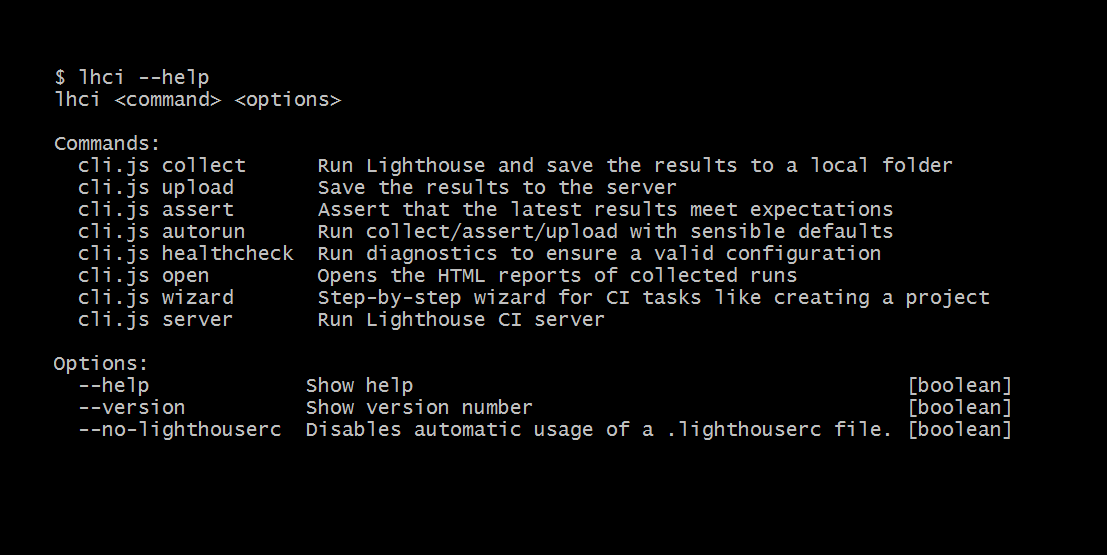 $ lhci --help
lhci <command> <options>
Commands:
cli.js collect Run Lighthouse and save the results to a local folder
cli.js upload Save the results to the server
cli.js assert Assert that the latest results meet expectations
cli.js autorun Run collect/assert/upload with sensible defaults
cli.js healthcheck Run diagnostics to ensure a valid configuration
cli.js open Opens the HTML reports of collected runs
cli.js wizard Step-by-step wizard for CI tasks like creating a project
cli.js server Run Lighthouse CI server
Options:
--help Show help [boolean]
--version Show version number [boolean]
--no-lighthouserc Disables automatic usage of a .lighthouserc file. [boolean]